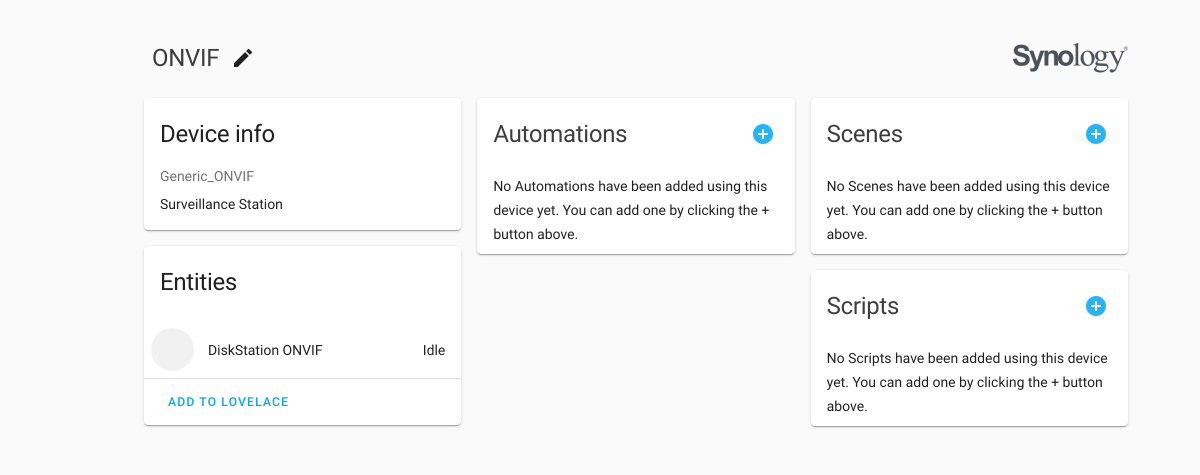 ONVIF
Synology®
Device info
Generic_ONVIF
Surveillance Station
Entities
DiskStation ONVIF Idle
ADD TO LOVELACE
Automations
No Automations have been added using this
device yet. You can add one by clicking the +
button above.
Scenes
No Scenes have been added using this device
yet. You can add one by clicking the + button
above.
Scripts
No Scripts have been added using this device
yet. You can add one by clicking the + button
above.